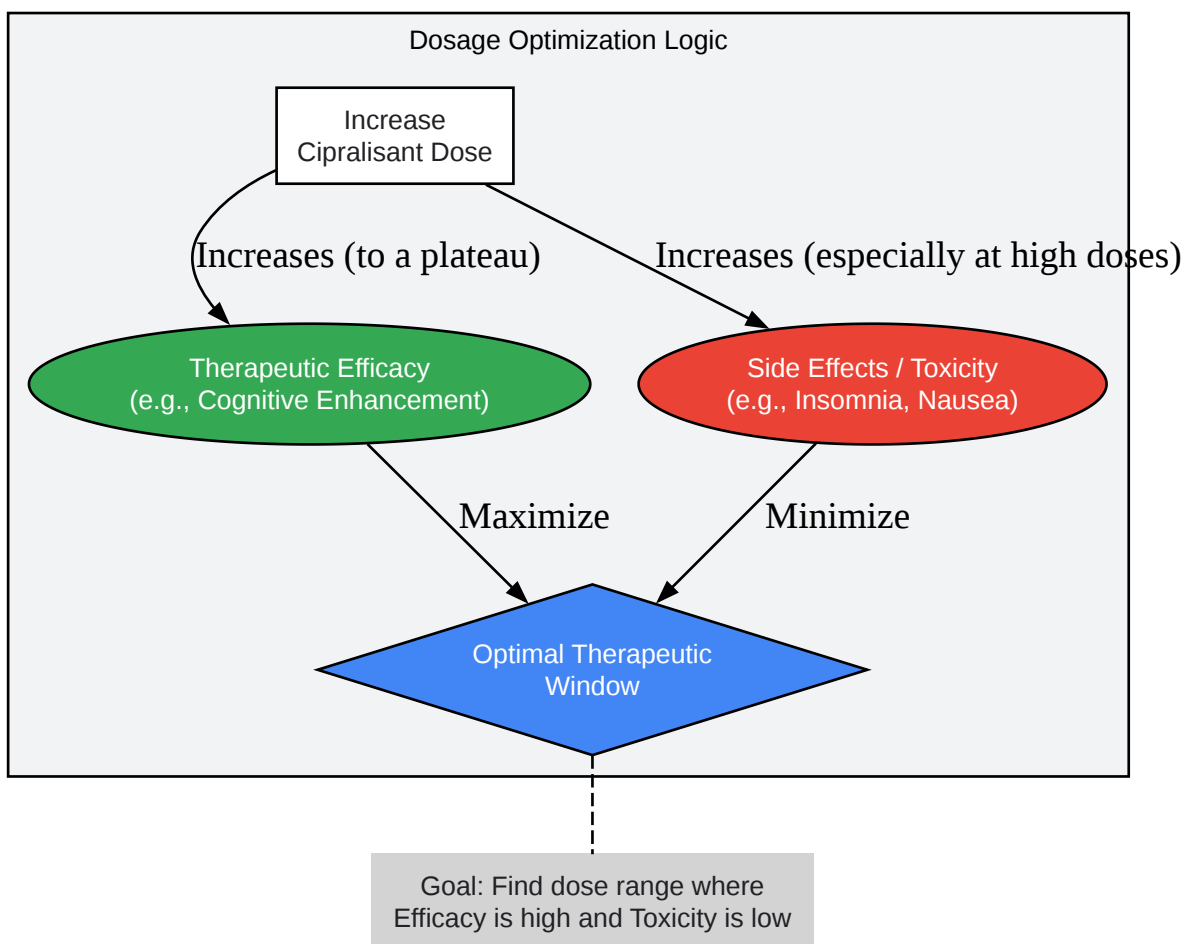 Dosage Optimization Logic
Increase
Cipralisant Dose
Increases (to a plateau)
Increases (especially at high doses)
Therapeutic Efficacy
(e.g., Cognitive Enhancement)
Side Effects / Toxicity
(e.g., Insomnia, Nausea)
Maximize
Minimize
Optimal Therapeutic
Window
Goal: Find dose range where
Efficacy is high and Toxicity is low